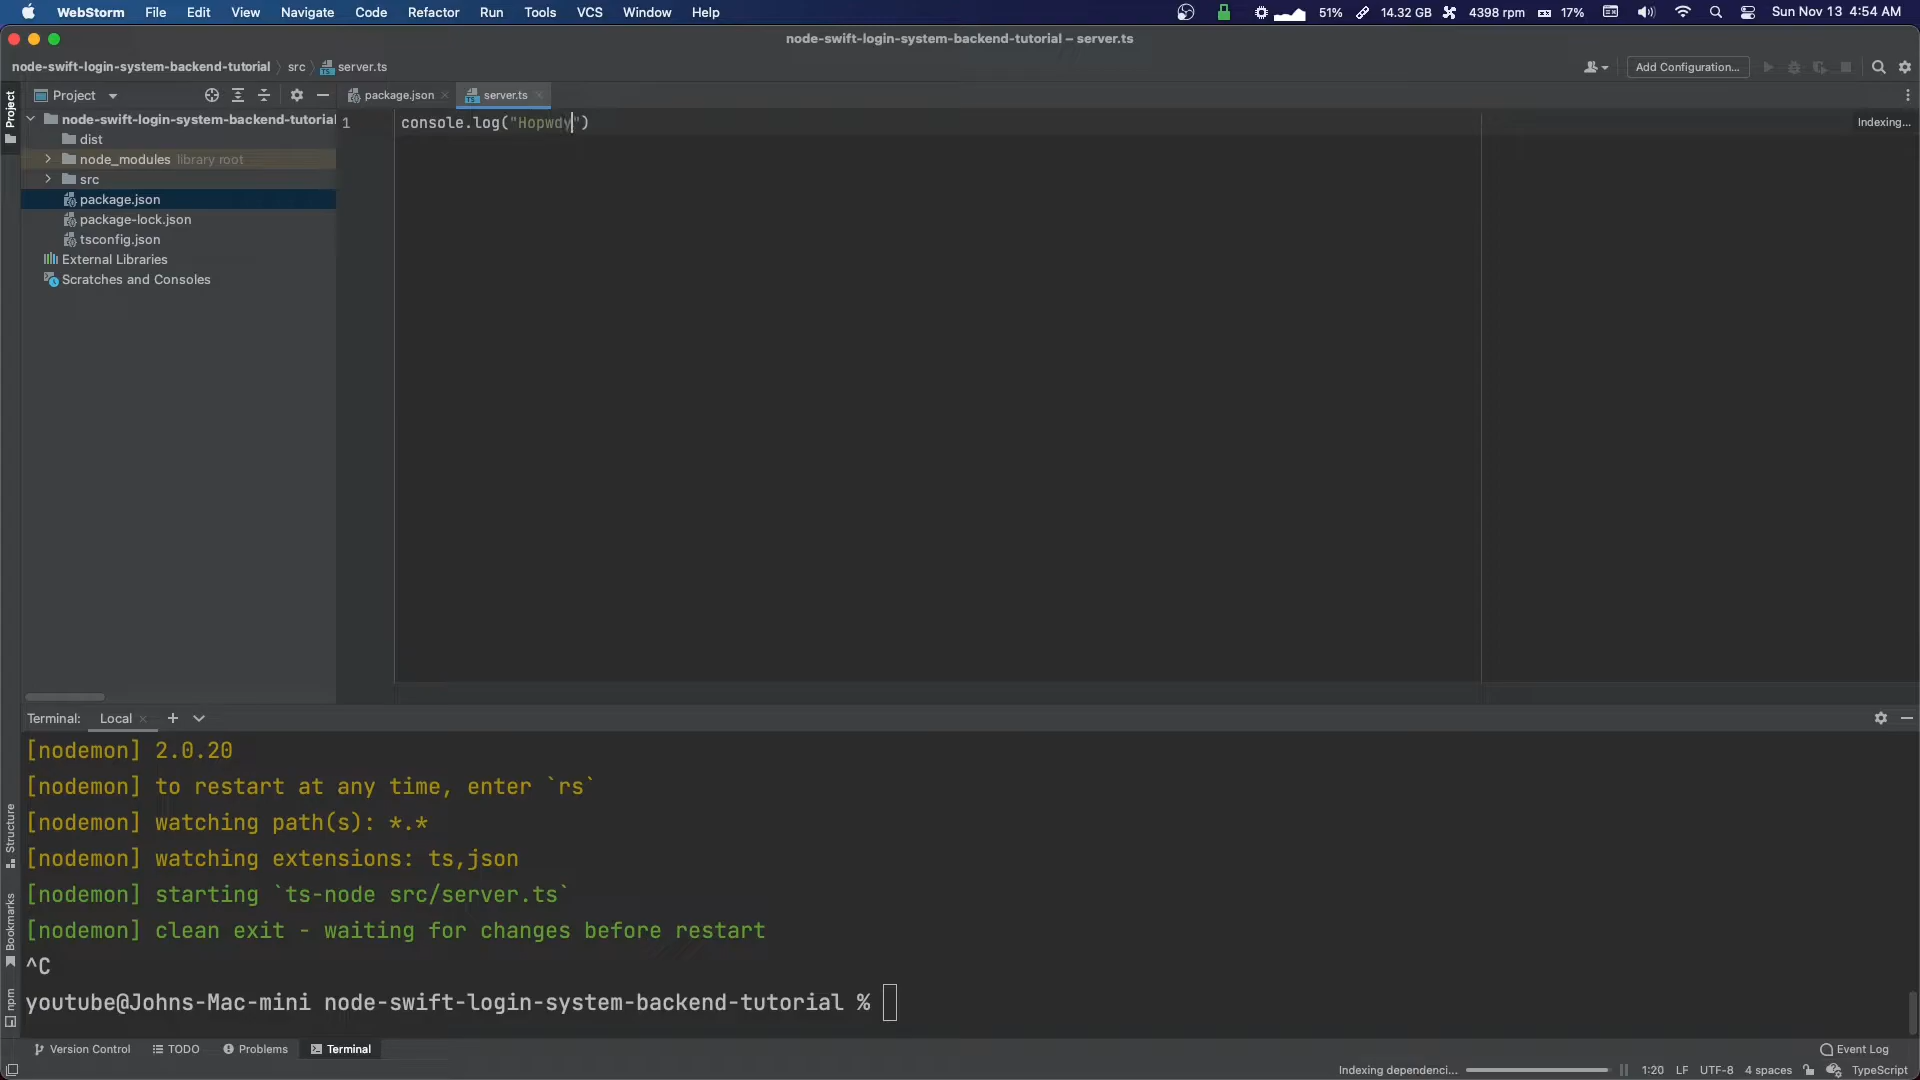 WebStorm File Edit View Navigate Code Refactor Run Tools VCS Window Help 51% 14.32 GB 4398 rpm 17% Sun Nov 13 4:54 AM
node-swift-login-system-backend-tutorial – server.ts
node-swift-login-system-backend-tutorial src server.ts Add Configuration...
Project
Project package.json server.ts
node-swift-login-system-backend-tutorial 1 console.log("Hopwdy") Indexing...
dist
node_modules library root
src
package.json
package-lock.json
tsconfig.json
External Libraries
Scratches and Consoles
Terminal: Local
[nodemon] 2.0.20
[nodemon] to restart at any time, enter `rs`
[nodemon] watching path(s): *.*
[nodemon] watching extensions: ts,json
[nodemon] starting `ts-node src/server.ts`
[nodemon] clean exit - waiting for changes before restart
^C
youtube@Johns-Mac-mini node-swift-login-system-backend-tutorial %
Structure
Bookmarks
npm
Version Control TODO Problems Terminal Event Log
Indexing dependenci... 1:20 LF UTF-8 4 spaces TypeScript